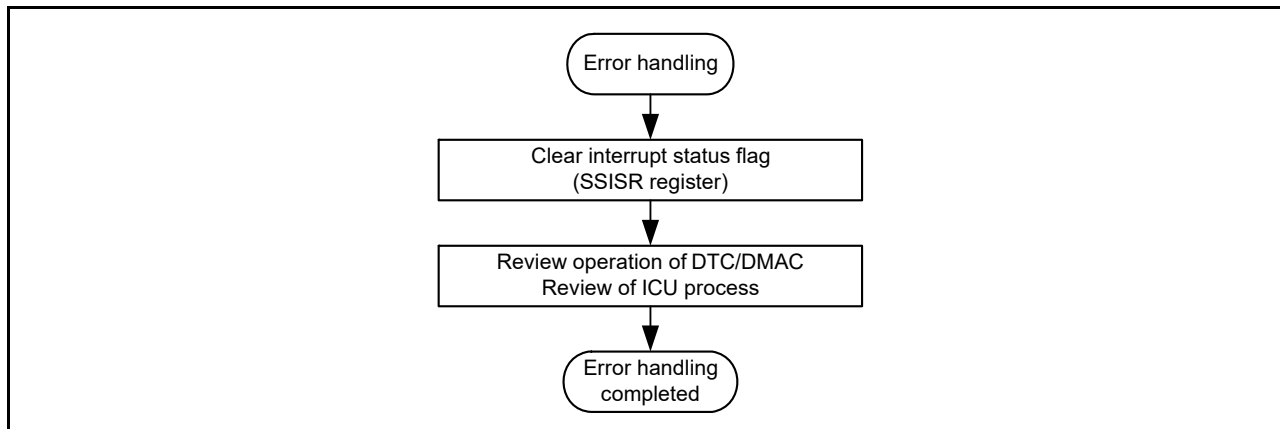 Error handling
Clear interrupt status flag
(SSISR register)
Review operation of DTC/DMAC
Review of ICU process
Error handling
completed